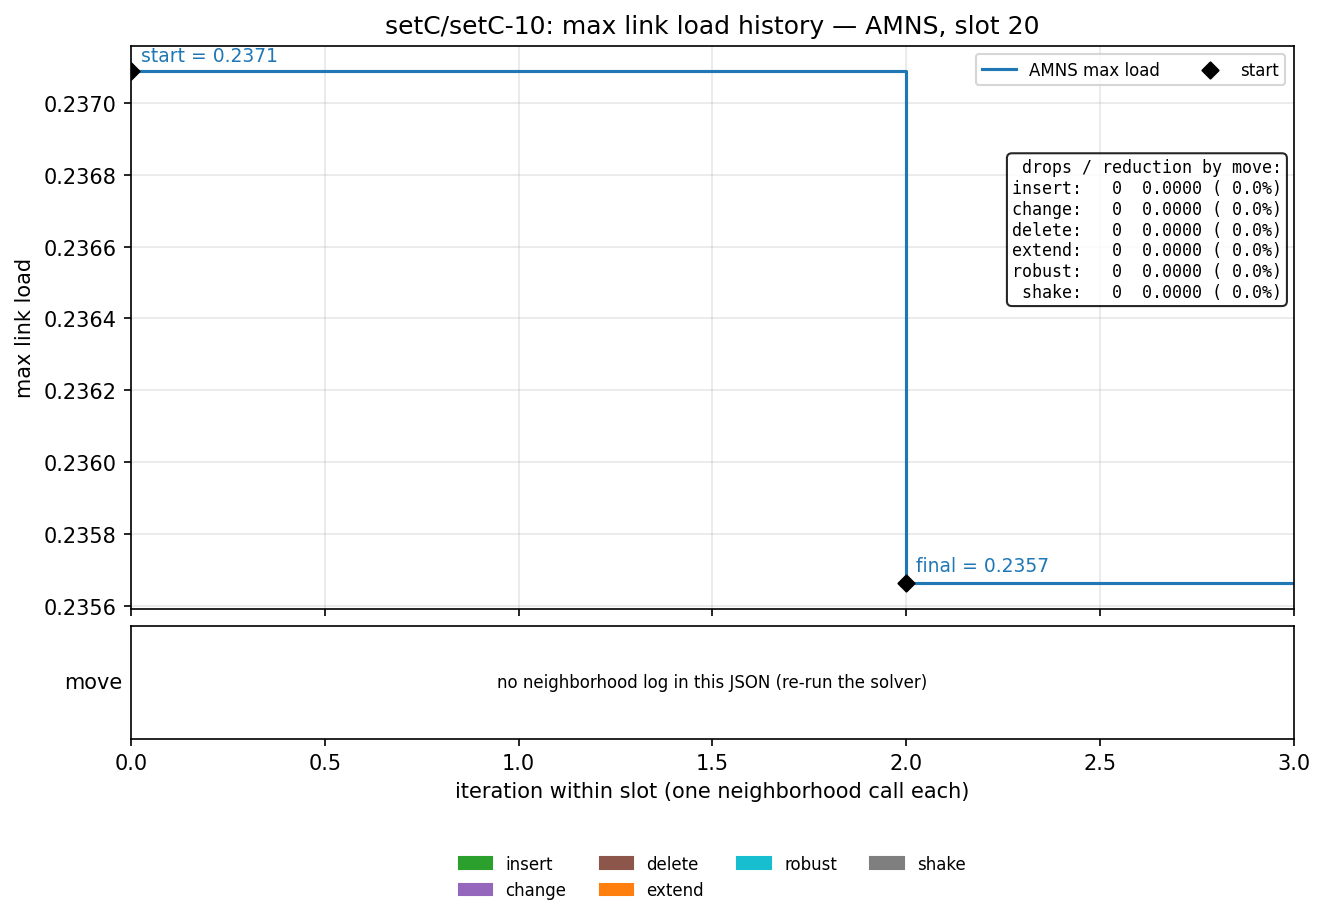 setC/setC-10: max link load history — AMNS, slot 20
start = 0.2371
AMNS max load
start
0.2370
0.2368
0.2366
0.2364
0.2362
0.2360
0.2358
0.2356
max link load
drops / reduction by move:
insert: 0 0.0000 ( 0.0%)
change: 0 0.0000 ( 0.0%)
delete: 0 0.0000 ( 0.0%)
extend: 0 0.0000 ( 0.0%)
robust: 0 0.0000 ( 0.0%)
shake: 0 0.0000 ( 0.0%)
final = 0.2357
move
no neighborhood log in this JSON (re-run the solver)
0.0 0.5 1.0 1.5 2.0 2.5 3.0
iteration within slot (one neighborhood call each)
insert delete robust shake
change extend